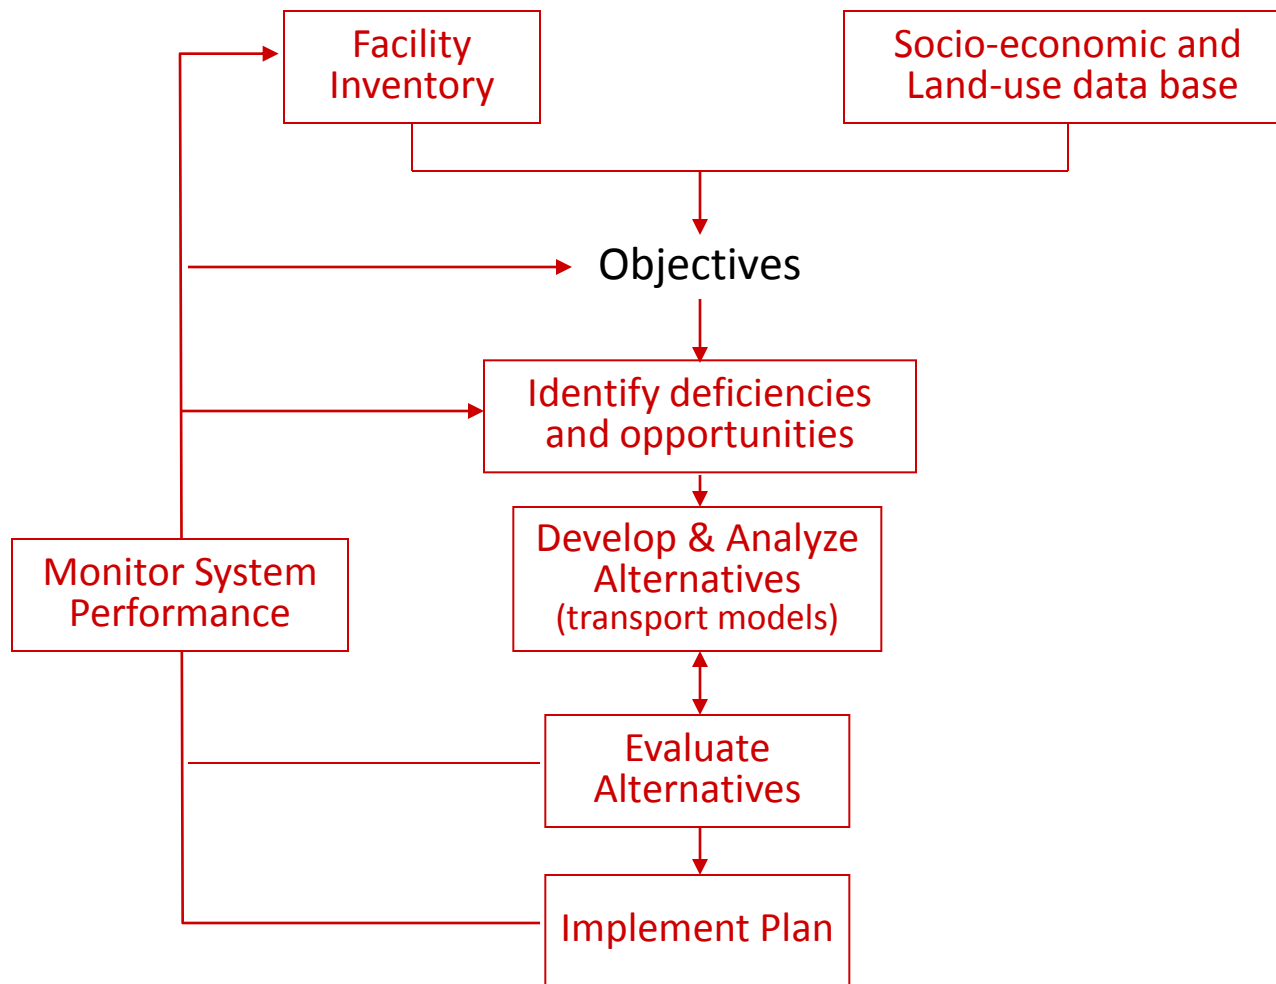 Facility
Inventory
Socio-economic and
Land-use data base
Objectives
Identify deficiencies
and opportunities
Develop & Analyze
Alternatives
(transport models)
Monitor System
Performance
Evaluate
Alternatives
Implement Plan